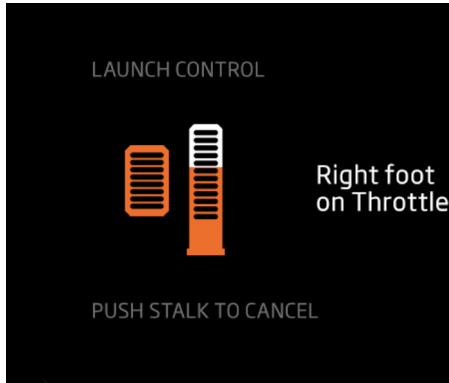 LAUNCH CONTROL
Right foot
on Throttle
PUSH STALK TO CANCEL